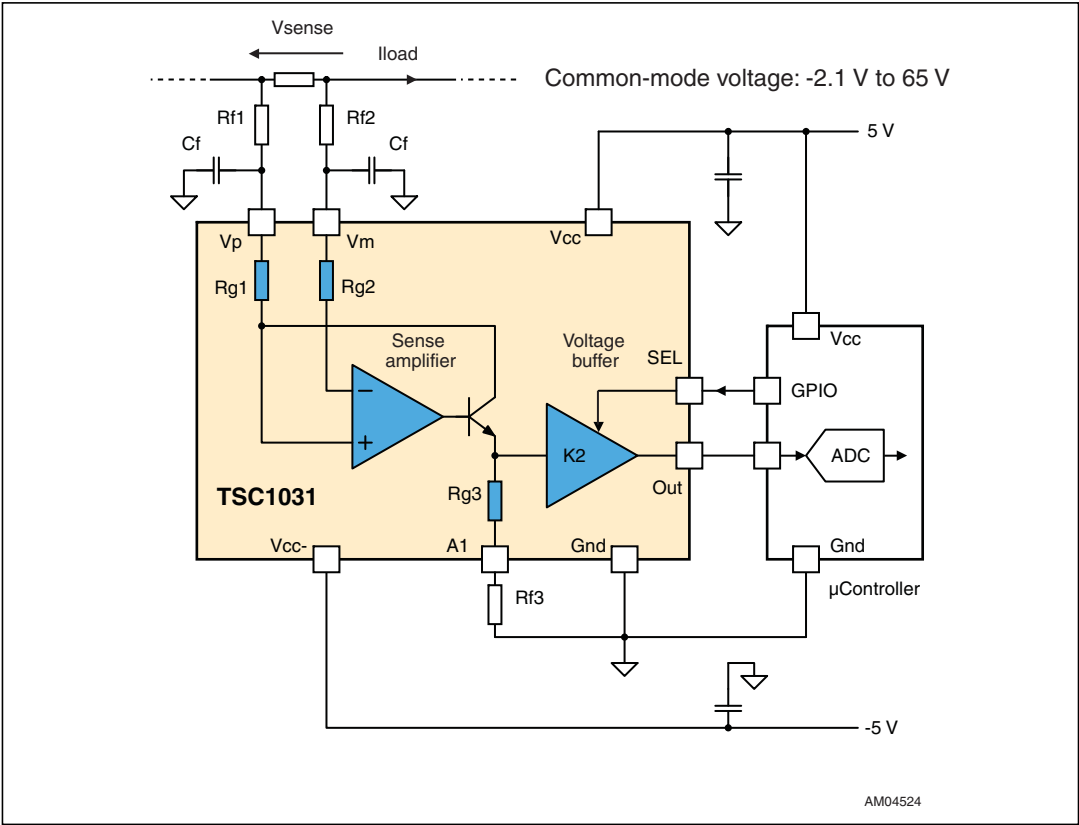 Vsense
Iload
Common-mode voltage: -2.1 V to 65 V
Rf1
Rf2
Cf
Cf
5 V
Vp
Vm
Vcc
Rg1
Rg2
Sense
amplifier
Voltage
buffer
SEL
Vcc
GPIO
K2
ADC
Out
TSC1031
Rg3
Vcc-
A1
Gnd
Gnd
Rf3
µController
-5 V
AM04524
−
+